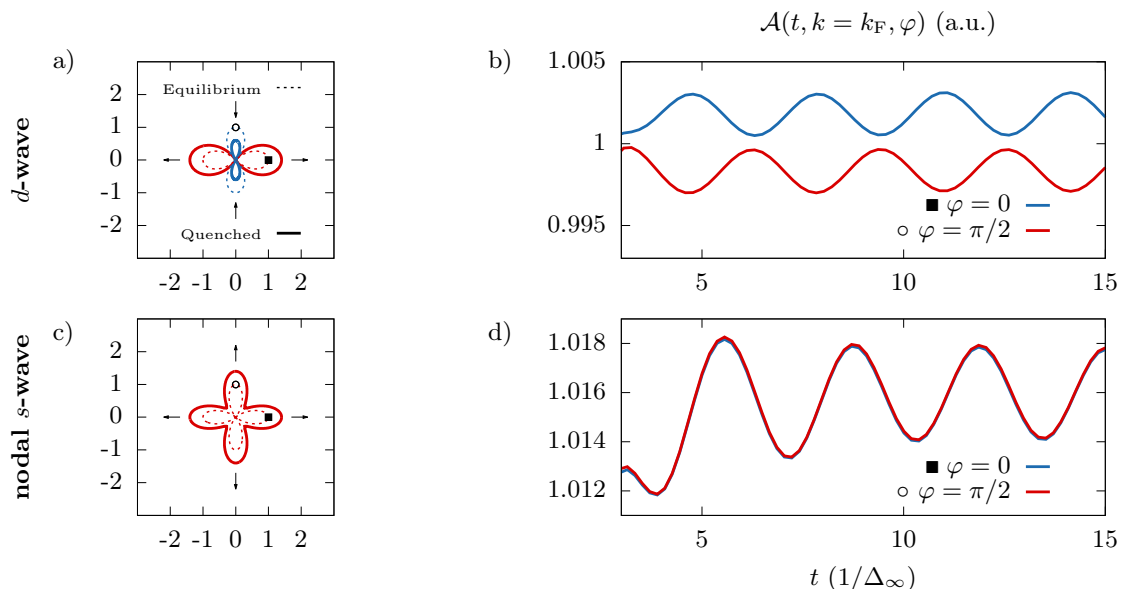 𝒜(t, k = k_F, φ) (a.u.)
a)
d-wave
2
1
0
-1
-2
Equilibrium
Quenched
-2 -1 0 1 2
b)
1.005
1
0.995
■ φ = 0
○ φ = π/2
5 10 15
c)
nodal s-wave
2
1
0
-1
-2
-2 -1 0 1 2
d)
1.018
1.016
1.014
1.012
■ φ = 0
○ φ = π/2
5 10 15
t (1/Δ_∞)